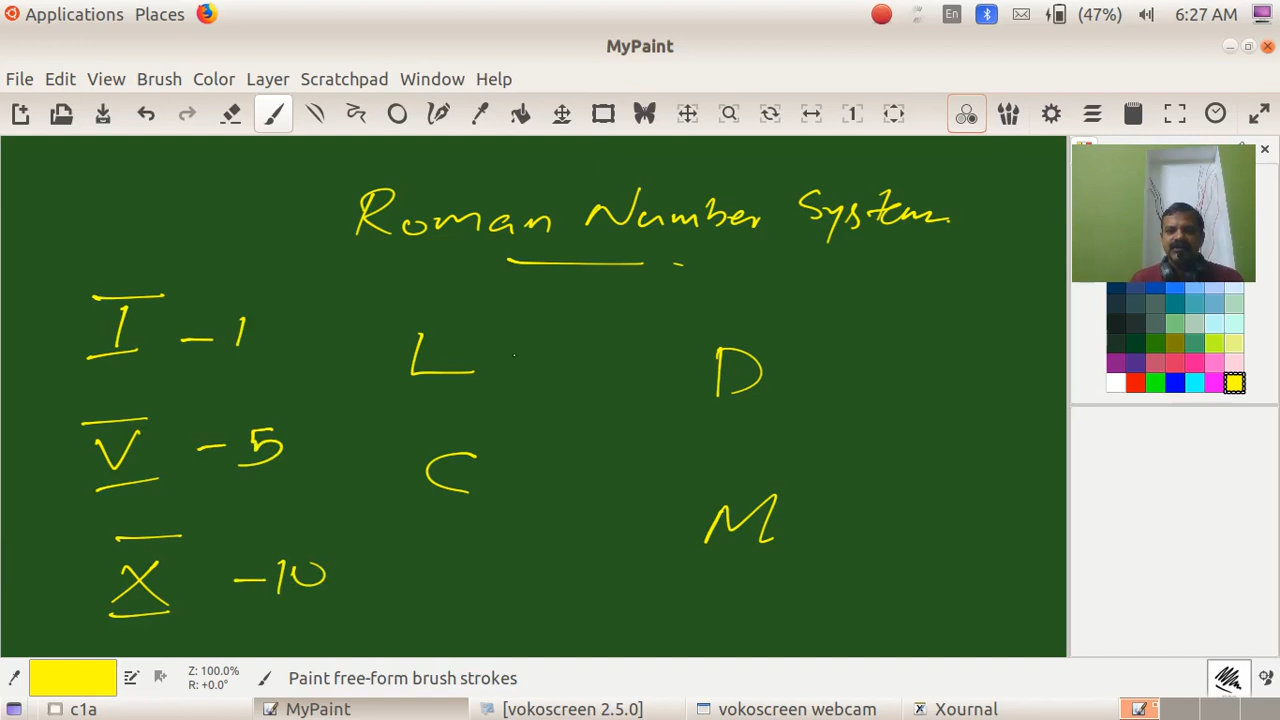 Applications Places En (47%) 6:27 AM
MyPaint
File Edit View Brush Color Layer Scratchpad Window Help
Roman Number System
I - 1
L
D
V - 5
C
M
X - 10
Z: 100.0%
R: +0.0°
Paint free-form brush strokes
c1a MyPaint [vokoscreen 2.5.0] vokoscreen webcam Xournal